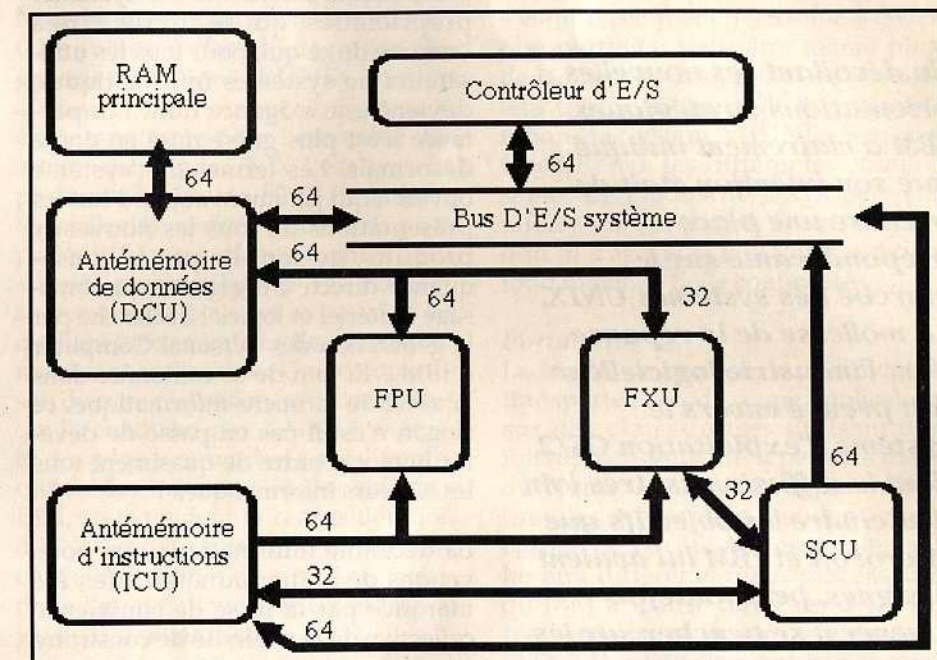 RAM
principale
Contrôleur d'E/S
64
64
64
Bus D'E/S système
64
Antémémoire
de données
(DCU)
64
32
FPU
FXU
64
32
Antémémoire
d'instructions
(ICU)
64
SCU
32
64